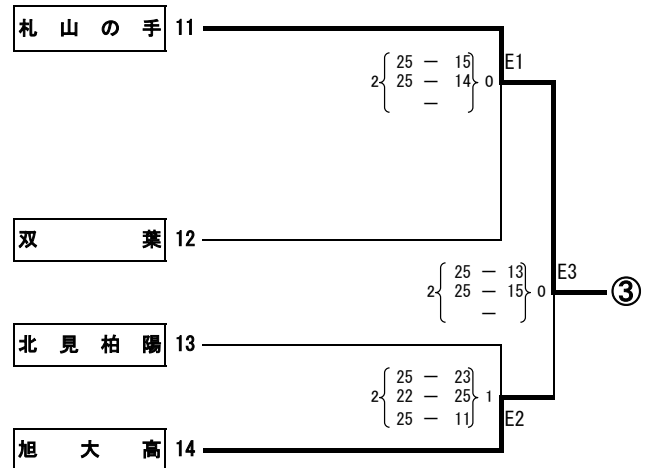 札山の手 11
25 － 15 E1
2 25 － 14 0
－
双葉 12
25 － 13 E3
2 25 － 15 0 ③
－
北見柏陽 13
25 － 23
2 22 － 25 1
25 － 11 E2
旭大高 14